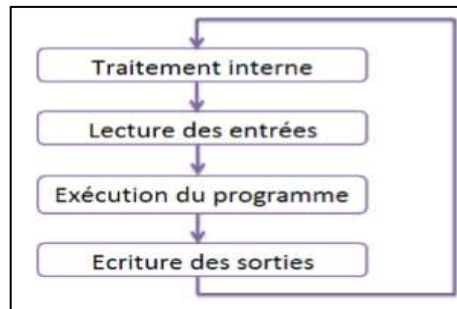 Traitement interne
Lecture des entrées
Exécution du programme
Ecriture des sorties